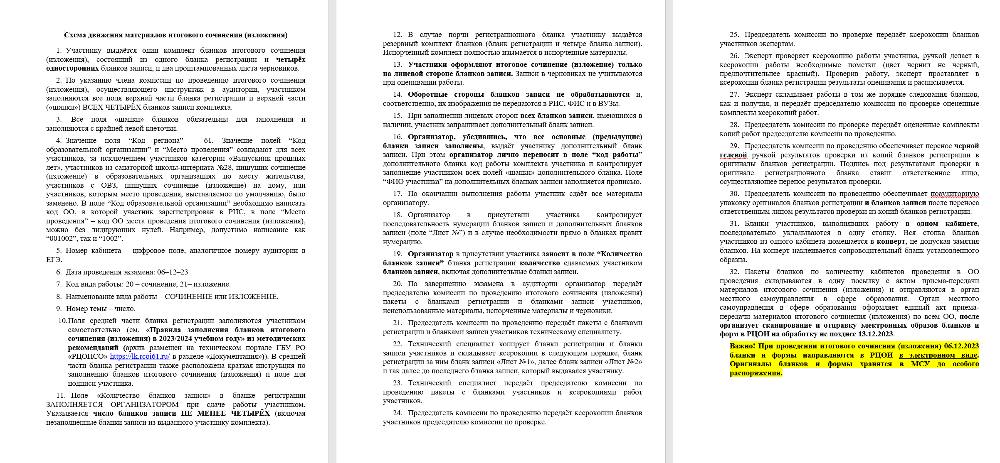 Схема движения материалов итогового сочинения (изложения)
1. Участнику выдаётся один комплект бланков итогового сочинения
(изложения), состоящий из одного бланка регистрации и четырёх
односторонних бланков записи, и два проштампованных листа черновиков.
2. По указанию члена комиссии по проведению итогового сочинения
(изложения), осуществляющего инструктаж в аудитории, участником
заполняются все поля верхней части бланка регистрации и верхней части
(«шапки») ВСЕХ ЧЕТЫРЁХ бланков записи комплекта.
3. Все поля «шапки» бланков обязательны для заполнения и
заполняются с крайней левой клеточки.
4. Значение поля “Код региона” – 61. Значение полей “Код
образовательной организации” и “Место проведения” совпадают для всех
участников, за исключением участников категории «Выпускник прошлых
лет», участников из санаторной школы-интерната №28, пишущих сочинение
(изложение) в образовательных организациях по месту жительства,
участников с ОВЗ, пишущих сочинение (изложение) на дому, или
участников, которым место проведения, выставляемое по умолчанию, было
заменено. В поле “Код образовательной организации” необходимо написать
код ОО, в которой участник зарегистрирован в РИС, в поле “Место
проведения” – код ОО места проведения итогового сочинения (изложения),
можно без лидирующих нулей. Например, допустимо написание как
“001002”, так и “1002”.
5. Номер кабинета – цифровое поле, аналогичное номеру аудитории в
ЕГЭ.
6. Дата проведения экзамена: 06–12–23
7. Код вида работы: 20 – сочинение, 21– изложение.
8. Наименование вида работы – СОЧИНЕНИЕ или ИЗЛОЖЕНИЕ.
9. Номер темы – число.
10.Поля средней части бланка регистрации заполняются участником
самостоятельно (см. «Правила заполнения бланков итогового
сочинения (изложения) в 2023/2024 учебном году» из методических
рекомендаций (архив размещен на техническом портале ГБУ РО
«РЦОИСО» https://lk.rcoi61.ru/ в разделе «Документация»)). В средней
части бланка регистрации также расположена краткая инструкция по
заполнению бланков итогового сочинения (изложения) и поле для
подписи участника.
11. Поле «Количество бланков записи» в бланке регистрации
ЗАПОЛНЯЕТСЯ ОРГАНИЗАТОРОМ при сдаче работы участником.
Указывается число бланков записи НЕ МЕНЕЕ ЧЕТЫРЁХ (включая
незаполненные бланки записи из выданного участнику комплекта).
12. В случае порчи регистрационного бланка участнику выдаётся
резервный комплект бланков (бланк регистрации и четыре бланка записи).
Испорченный комплект полностью изымается в испорченные материалы.
13. Участники оформляют итоговое сочинение (изложение) только
на лицевой стороне бланков записи. Записи в черновиках не учитываются
при оценивании работы.
14. Оборотные стороны бланков записи не обрабатываются и,
соответственно, их изображения не передаются в РИС, ФИС и в ВУЗы.
15. При заполнении лицевых сторон всех бланков записи, имеющихся в
наличии, участник запрашивает дополнительный бланк записи.
16. Организатор, убедившись, что все основные (предыдущие)
бланки записи заполнены, выдаёт участнику дополнительный бланк
записи. При этом организатор лично переносит в поле “код работы”
дополнительного бланка код работы комплекта участника и контролирует
заполнение участником всех полей «шапки» дополнительного бланка. Поле
“ФИО участника” на дополнительных бланках записи заполняется прописью.
17. По окончании выполнения работы участник сдаёт все материалы
организатору.
18. Организатор в присутствии участника контролирует
последовательность нумерации бланков записи и дополнительных бланков
записи (поле “Лист №”) и в случае необходимости прямо в бланках правит
нумерацию.
19. Организатор в присутствии участника заносит в поле “Количество
бланков записи” бланка регистрации количество сдаваемых участником
бланков записи, включая дополнительные бланки записи.
20. По завершению экзамена в аудитории организатор передаёт
председателю комиссии по проведению итогового сочинения (изложения)
пакеты с бланками регистрации и бланками записи участников,
неиспользованные материалы, испорченные материалы и черновики.
21. Председатель комиссии по проведению передаёт пакеты с бланками
регистрации и бланками записи участников техническому специалисту.
22. Технический специалист копирует бланки регистрации и бланки
записи участников и складывает ксерокопии в следующем порядке, бланк
регистрации за ним бланк записи «Лист №1», далее бланк записи «Лист №2»
и так далее до последнего бланка записи, который выдавался участнику.
23. Технический специалист передаёт председателю комиссии по
проведению пакеты с бланками участников и ксерокопиями работ
участников.
24. Председатель комиссии по проведению передаёт ксерокопии бланков
участников председателю комиссии по проверке.
25. Председатель комиссии по проверке передаёт ксерокопии бланков
участников экспертам.
26. Эксперт проверяет ксерокопию работы участника, ручкой делает в
ксерокопии работы необходимые пометки (цвет чернил не черный,
предпочтительнее красный). Проверив работу, эксперт проставляет в
ксерокопии бланка регистрации результаты оценивания и расписывается.
27. Эксперт складывает работы в том же порядке следования бланков,
как и получил, и передаёт председателю комиссии по проверке оцененные
комплекты ксерокопий работ.
28. Председатель комиссии по проверке передаёт оцененные комплекты
копий работ председателю комиссии по проведению.
29. Председатель комиссии по проведению обеспечивает перенос черной
гелевой ручкой результатов проверки из копий бланков регистрации в
оригиналы бланков регистрации. Подпись под результатами проверки в
оригинале регистрационного бланка ставит ответственное лицо,
осуществляющее перенос результатов проверки.
30. Председатель комиссии по проведению обеспечивает поаудиторную
упаковку оригиналов бланков регистрации и бланков записи после переноса
ответственным лицом результатов проверки из копий бланков регистрации.
31. Бланки участников, выполнявших работу в одном кабинете,
последовательно укладываются в одну стопку. Вся стопка бланков
участников из одного кабинета помещается в конверт, не допуская замятия
бланков. На конверт наклеивается сопроводительный бланк установленного
образца.
32. Пакеты бланков по количеству кабинетов проведения в ОО
проведения складываются в одну посылку с актом приема-передачи
материалов итогового сочинения (изложения) и отправляются в орган
местного самоуправления в сфере образования. Орган местного
самоуправления в сфере образования оформляет единый акт приема-
передачи материалов итогового сочинения (изложения) по всем ОО, после
организует сканирование и отправку электронных образов бланков и
форм в РЦОИ на обработку не позднее 13.12.2023.
Важно! При проведении итогового сочинения (изложения) 06.12.2023
бланки и формы направляются в РЦОИ в электронном виде.
Оригиналы бланков и формы хранятся в МСУ до особого
распоряжения.